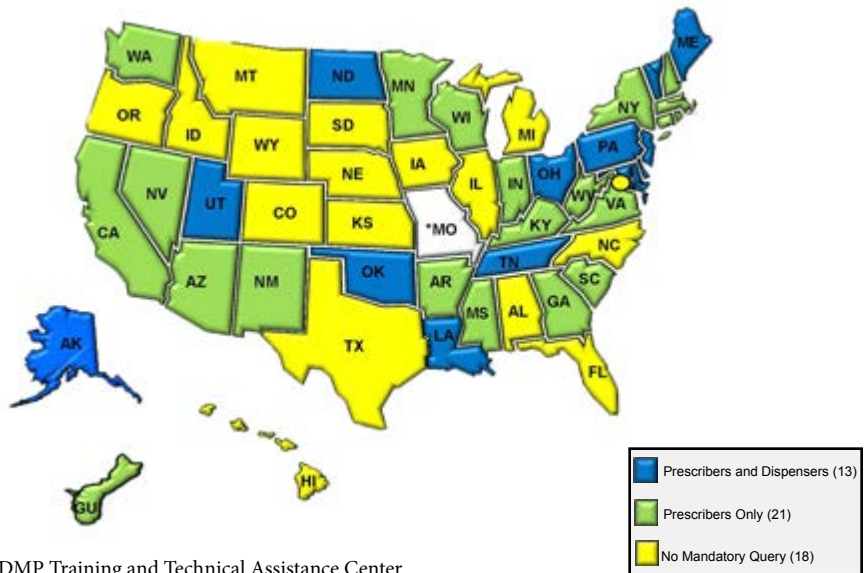 WA
MT
ND
MN
OR
ID
WY
SD
WI
MI
NY
ME
NV
UT
CO
NE
IA
IL
IN
OH
PA
CA
KS
*MO
KY
WV
VA
AZ
NM
OK
AR
TN
NC
SC
TX
LA
MS
AL
GA
FL
AK
HI
GU
Prescribers and Dispensers (13)
Prescribers Only (21)
No Mandatory Query (18)
DMP Training and Technical Assistance Center